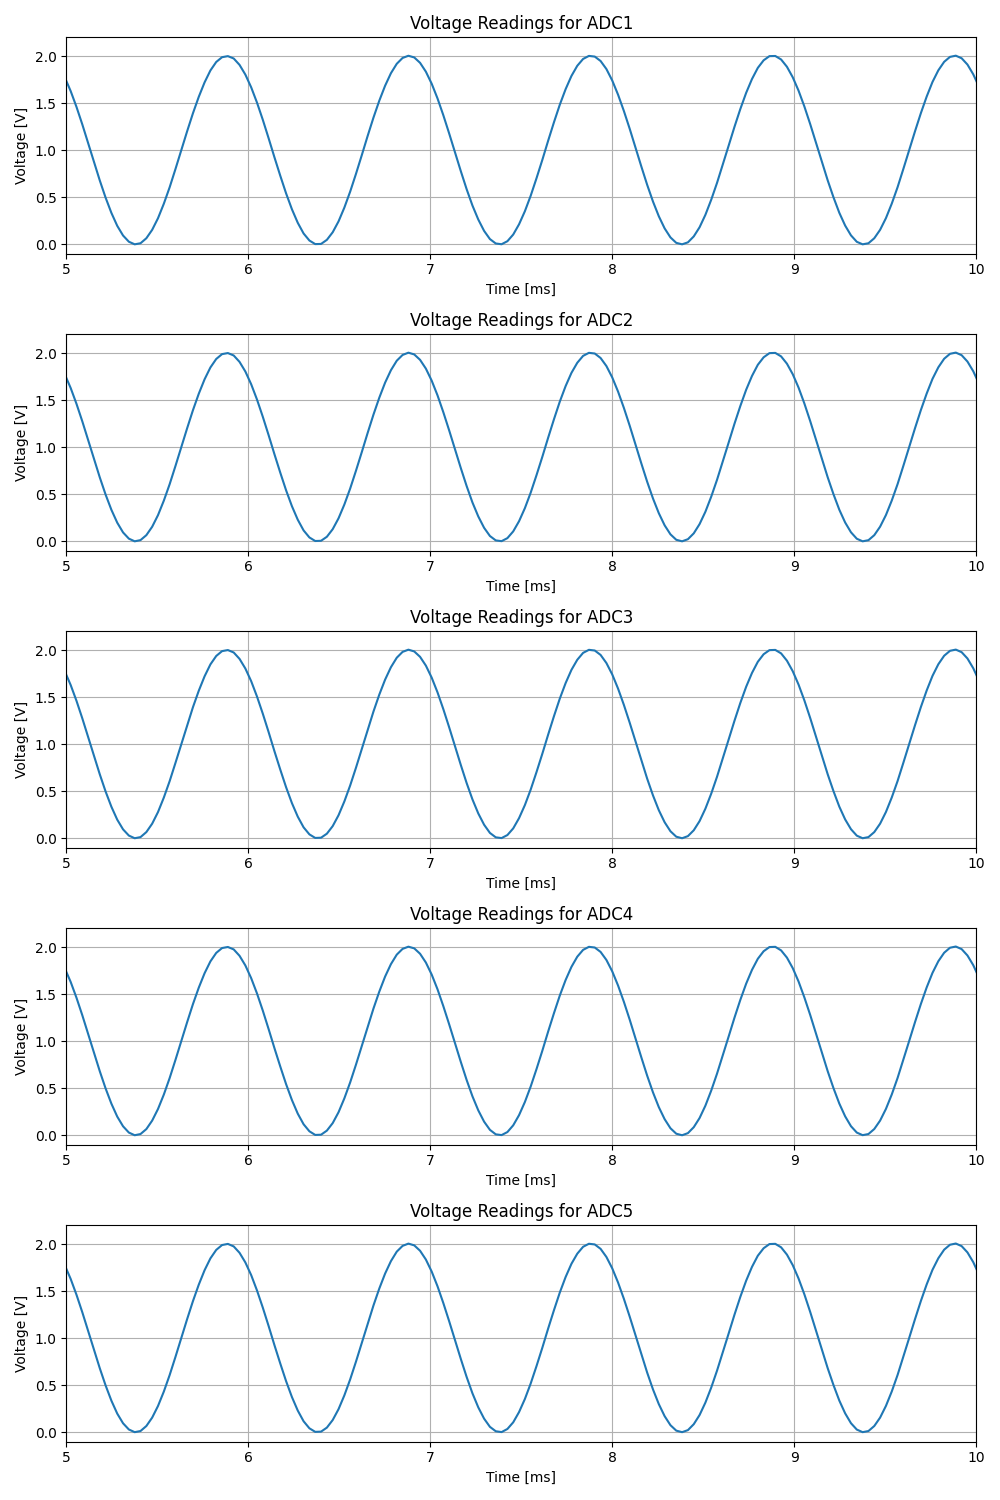 Voltage Readings for ADC1
2.0
1.5
1.0
0.5
0.0
Voltage [V]
5 6 7 8 9 10
Time [ms]
Voltage Readings for ADC2
2.0
1.5
1.0
0.5
0.0
Voltage [V]
5 6 7 8 9 10
Time [ms]
Voltage Readings for ADC3
2.0
1.5
1.0
0.5
0.0
Voltage [V]
5 6 7 8 9 10
Time [ms]
Voltage Readings for ADC4
2.0
1.5
1.0
0.5
0.0
Voltage [V]
5 6 7 8 9 10
Time [ms]
Voltage Readings for ADC5
2.0
1.5
1.0
0.5
0.0
Voltage [V]
5 6 7 8 9 10
Time [ms]